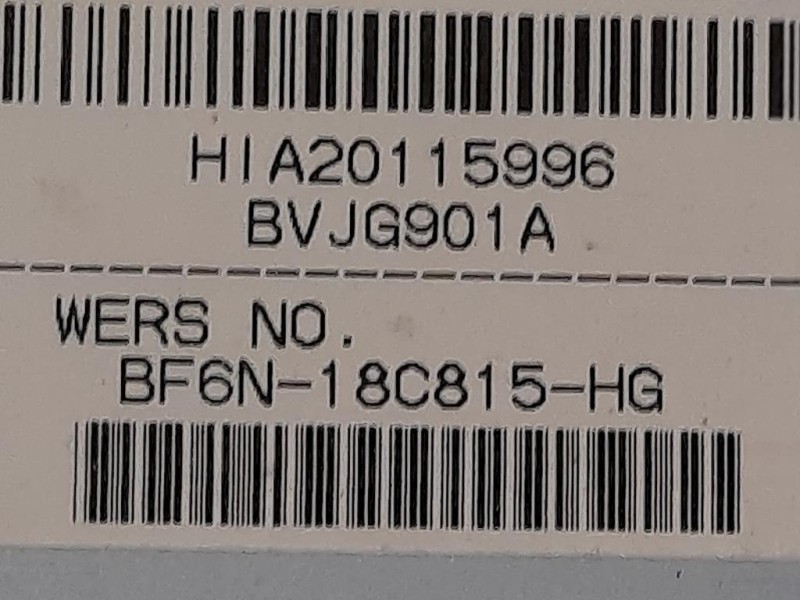 HIA20115996
BVJG901A
WERS NO.
BF6N-18C815-HG